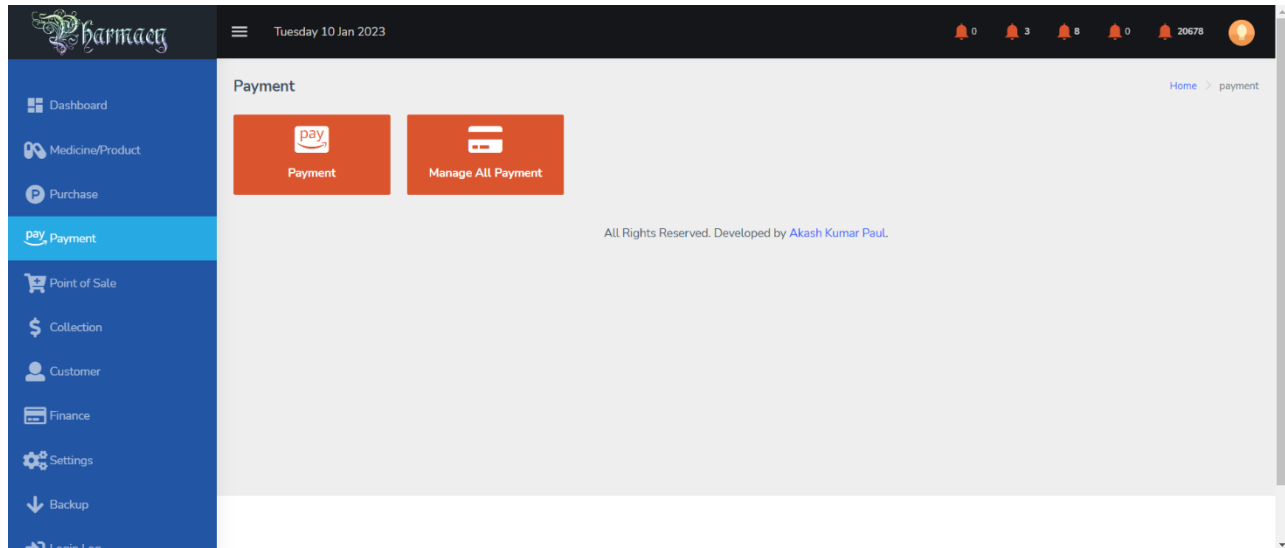 Pharmacy
Tuesday 10 Jan 2023
0
3
8
0
20678
Dashboard
Medicine/Product
Purchase
pay Payment
Point of Sale
Collection
Customer
Finance
Settings
Backup
Login Log
Payment
Home > payment
pay
Payment
Manage All Payment
All Rights Reserved. Developed by Akash Kumar Paul.